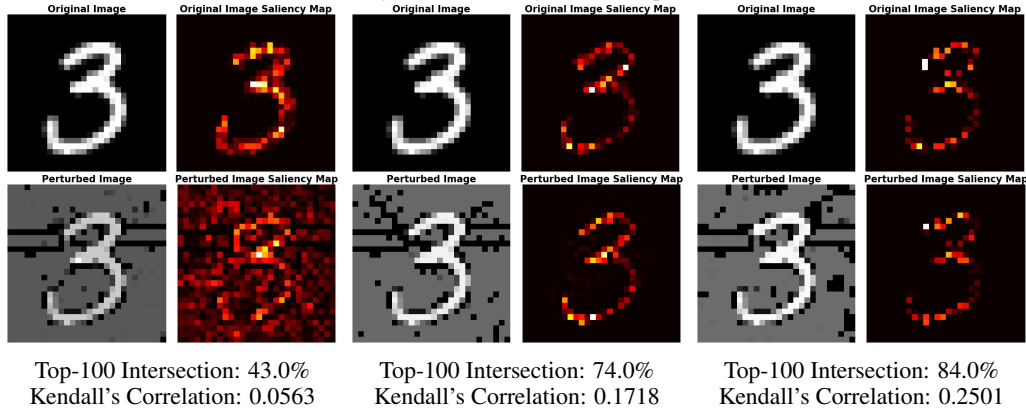 Original Image Original Image Saliency Map Original Image Original Image Saliency Map Original Image Original Image Saliency Map
Perturbed Image Perturbed Image Saliency Map Perturbed Image Perturbed Image Saliency Map Perturbed Image Perturbed Image Saliency Map
Top-100 Intersection: 43.0% Top-100 Intersection: 74.0% Top-100 Intersection: 84.0%
Kendall's Correlation: 0.0563 Kendall's Correlation: 0.1718 Kendall's Correlation: 0.2501